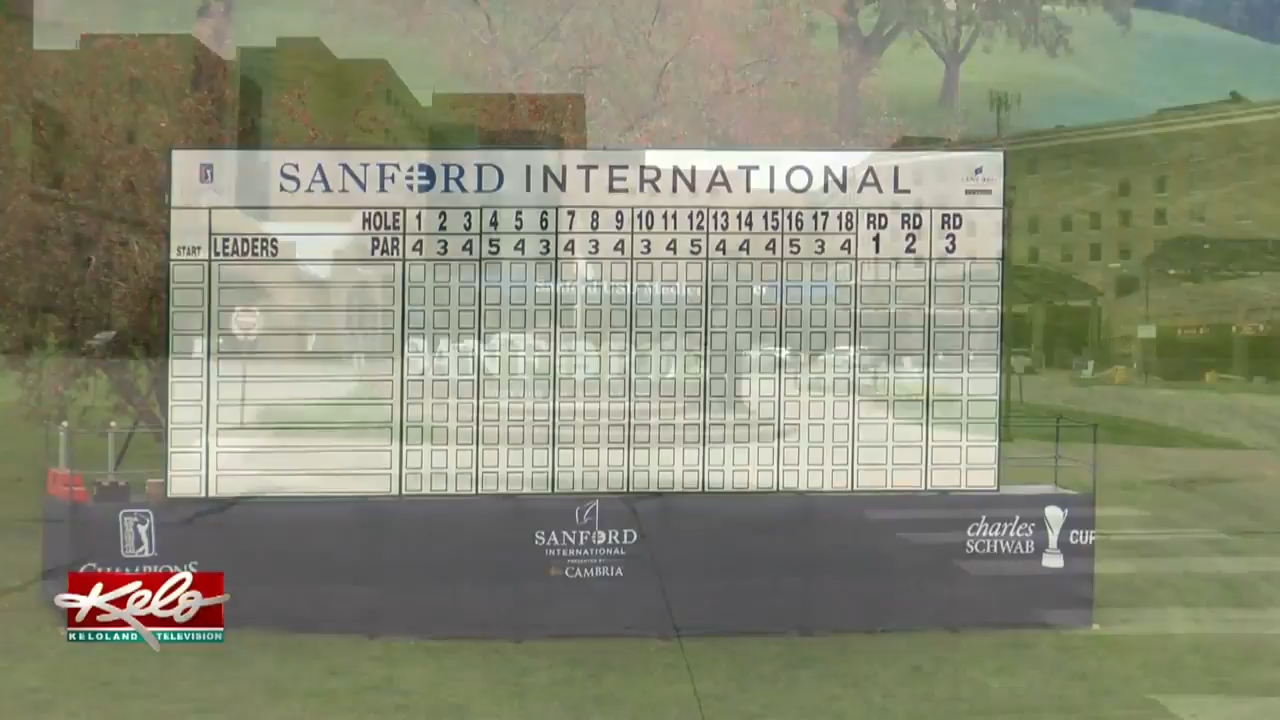 SANFORD INTERNATIONAL
HOLE 1 2 3 4 5 6 7 8 9 10 11 12 13 14 15 16 17 18 RD 1 RD 2 RD 3
START LEADERS PAR 4 3 4 5 4 3 4 3 4 3 4 5 4 4 4 5 3 4
SANFORD
INTERNATIONAL
PRESENTED BY
CAMBRIA
charles
SCHWAB CUP
CHAMPIONS
Kelo
KELOLAND TELEVISION